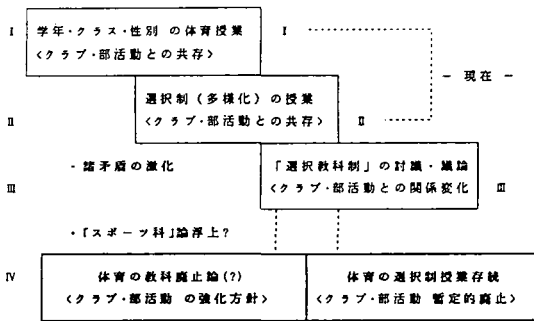 I 学年・クラス・性別 の体育授業 I
<クラブ・部活動との共存>
- 現在 -
選択制(多様化)の授業
II <クラブ・部活動との共存> II
- 諸矛盾の激化 「選択教科制」の討議・議論
III <クラブ・部活動との関係変化 III
・「スポーツ科」論浮上?
IV 体育の教科廃止論(?) 体育の選択制授業存続
<クラブ・部活動 の強化方針> <クラブ・部活動 暫定的廃止>